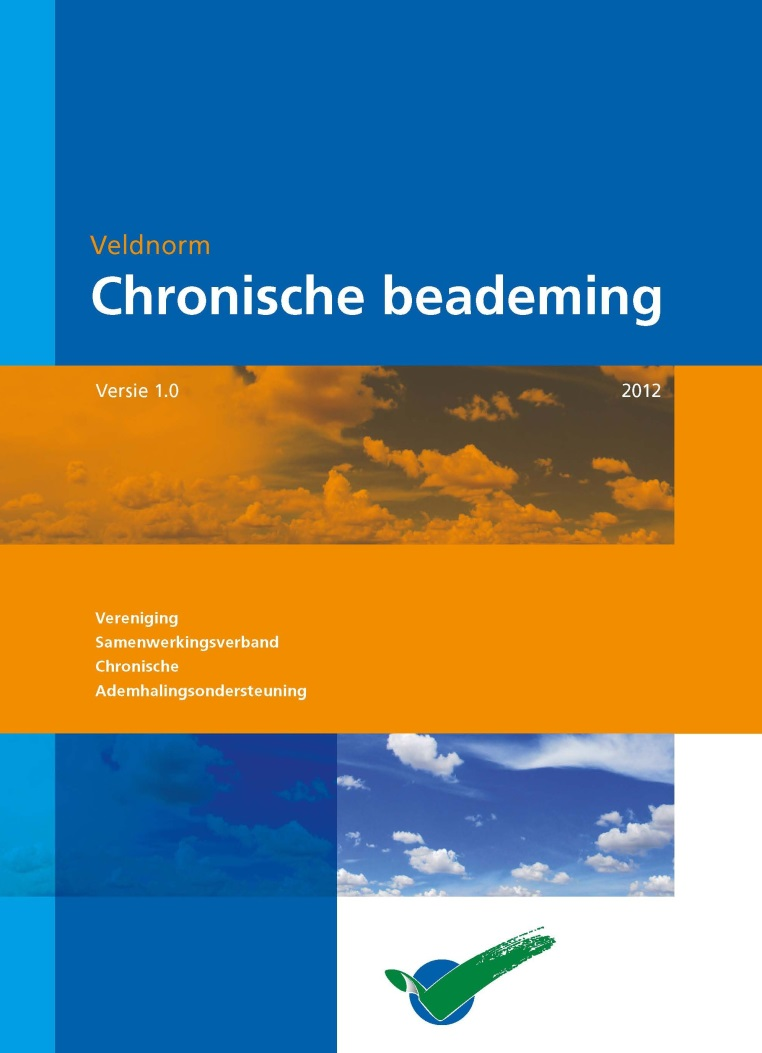 Veldnorm
Chronische beademing
Versie 1.0
2012
Vereniging
Samenwerkingsverband
Chronische
Ademhalingsondersteuning